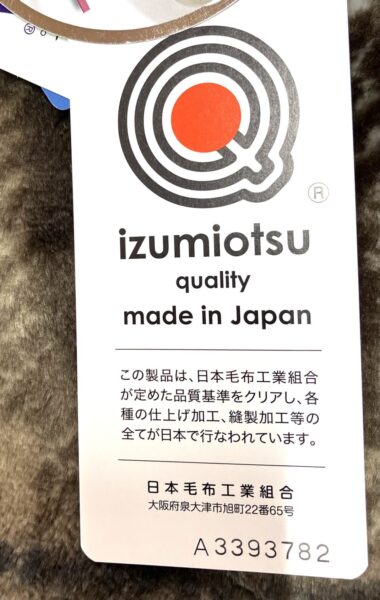 ®
izumiotsu
quality
made in Japan
この製品は、日本毛布工業組合
が定めた品質基準をクリアし、各
種の仕上げ加工、縫製加工等の
全てが日本で行なわれています。
日本毛布工業組合
大阪府泉大津市旭町22番65号
A3393782